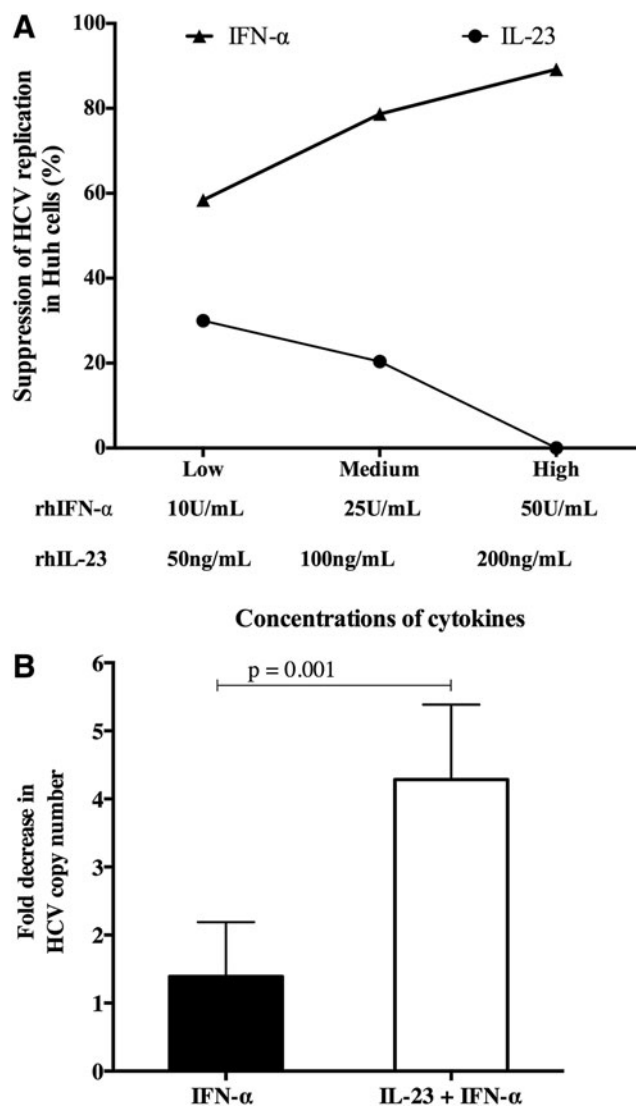 A
IFN-α IL-23
Suppression of HCV replication
in Huh cells (%)
100
80
60
40
20
0
Low Medium High
rhIFN-α 10U/mL 25U/mL 50U/mL
rhIL-23 50ng/mL 100ng/mL 200ng/mL
Concentrations of cytokines
B
p = 0.001
Fold decrease in
HCV copy number
6
5
4
3
2
1
0
IFN-α IL-23 + IFN-α